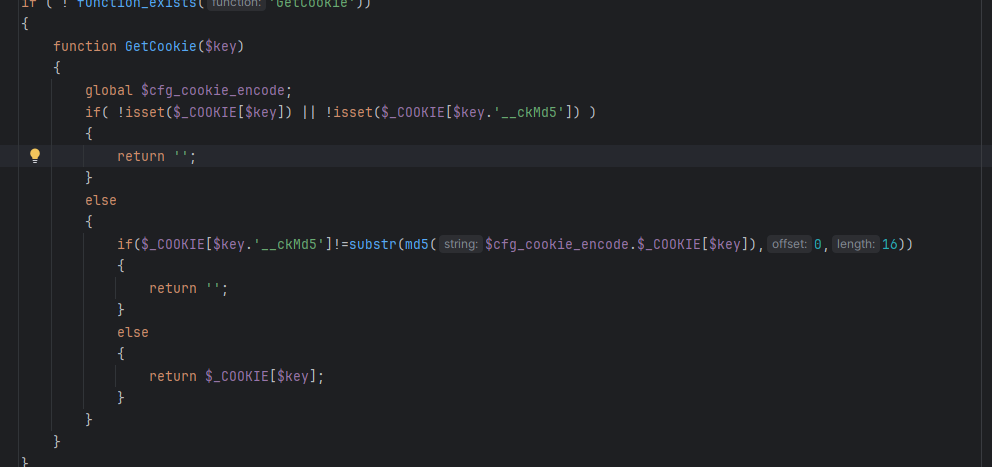 if ( ! function_exists( function: 'GetCookie'))
{
function GetCookie($key)
{
global $cfg_cookie_encode;
if( !isset($_COOKIE[$key]) || !isset($_COOKIE[$key.'__ckMd5']) )
{
return '';
}
else
{
if($_COOKIE[$key.'__ckMd5']!=substr(md5( string: $cfg_cookie_encode.$_COOKIE[$key]), offset: 0, length: 16))
{
return '';
}
else
{
return $_COOKIE[$key];
}
}
}
}